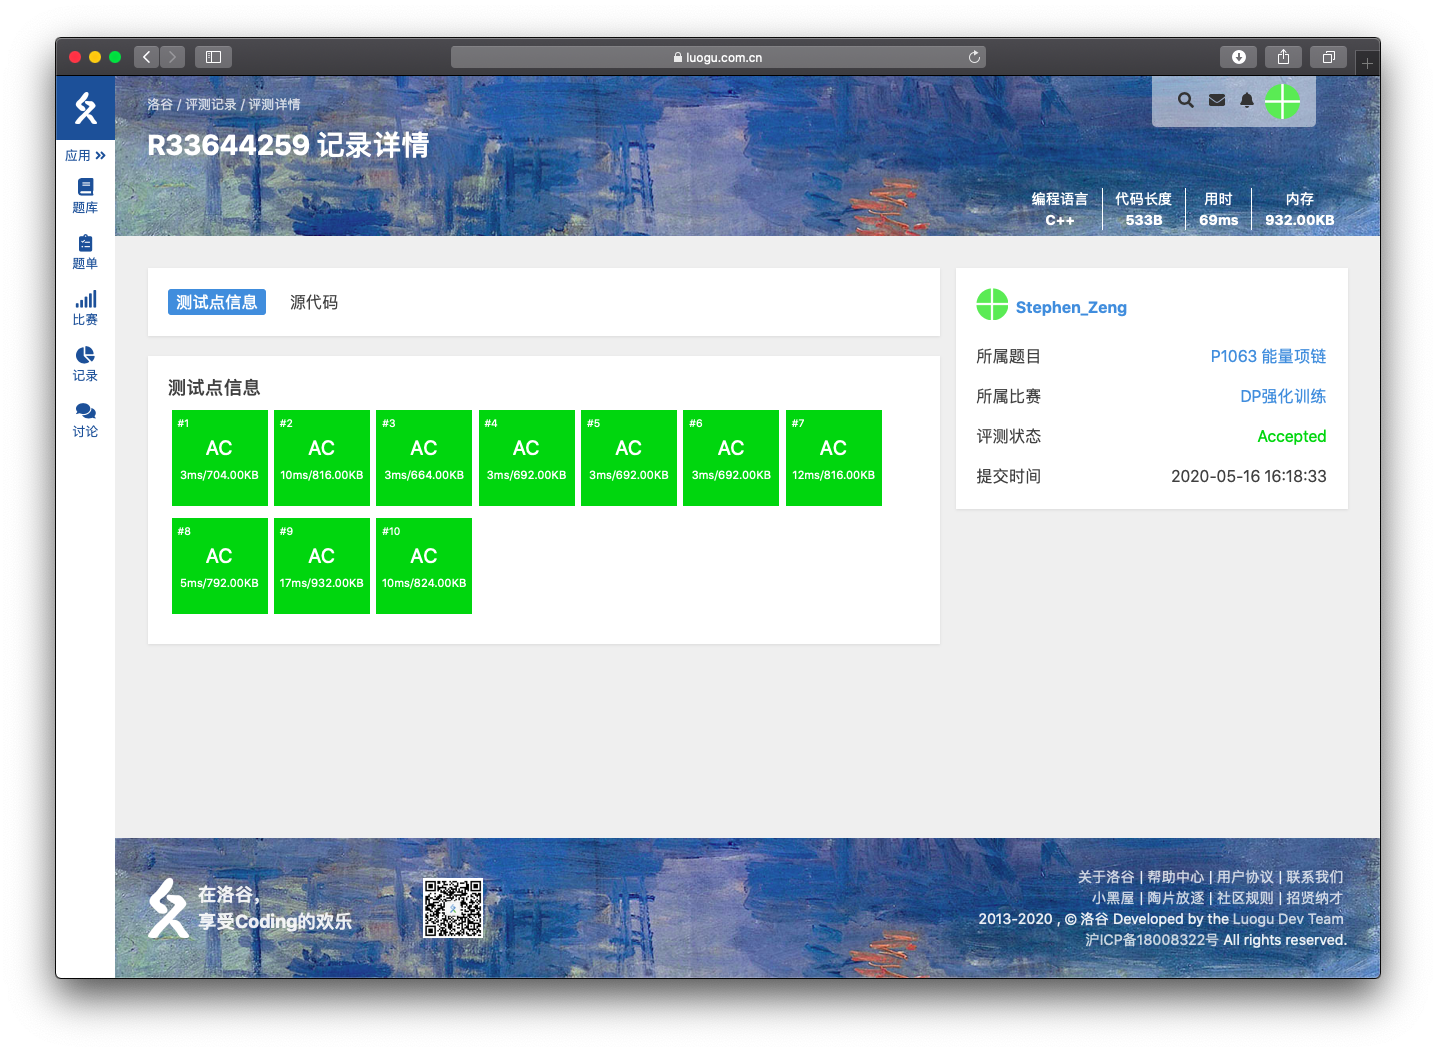 luogu.com.cn
洛谷 / 评测记录 / 评测详情
R33644259 记录详情
编程语言 代码长度 用时 内存
C++ 533B 69ms 932.00KB
应用
题库
题单
比赛
记录
讨论
测试点信息 源代码
测试点信息
#1 #2 #3 #4 #5 #6 #7
AC AC AC AC AC AC AC
3ms/704.00KB 10ms/816.00KB 3ms/664.00KB 3ms/692.00KB 3ms/692.00KB 3ms/692.00KB 12ms/816.00KB
#8 #9 #10
AC AC AC
5ms/792.00KB 17ms/932.00KB 10ms/824.00KB
Stephen_Zeng
所属题目 P1063 能量项链
所属比赛 DP强化训练
评测状态 Accepted
提交时间 2020-05-16 16:18:33
在洛谷，
享受Coding的欢乐
关于洛谷 | 帮助中心 | 用户协议 | 联系我们
小黑屋 | 陶片放逐 | 社区规则 | 招贤纳才
2013-2020 , © 洛谷 Developed by the Luogu Dev Team
沪ICP备18008322号 All rights reserved.